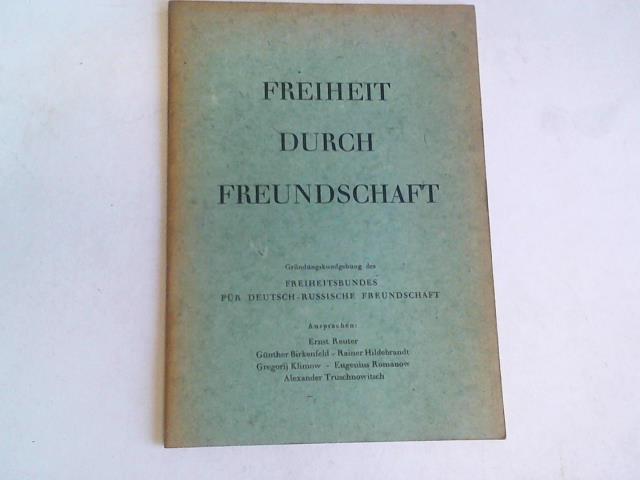 FREIHEIT
DURCH
FREUNDSCHAFT
Gründungskundgebung des
FREIHEITSBUNDES
FÜR DEUTSCH-RUSSISCHE FREUNDSCHAFT
Ansprachen:
Ernst Reuter
Günther Birkenfeld - Rainer Hildebrandt
Gregorij Klimow - Eugenius Romanow
Alexander Truschnowitsch